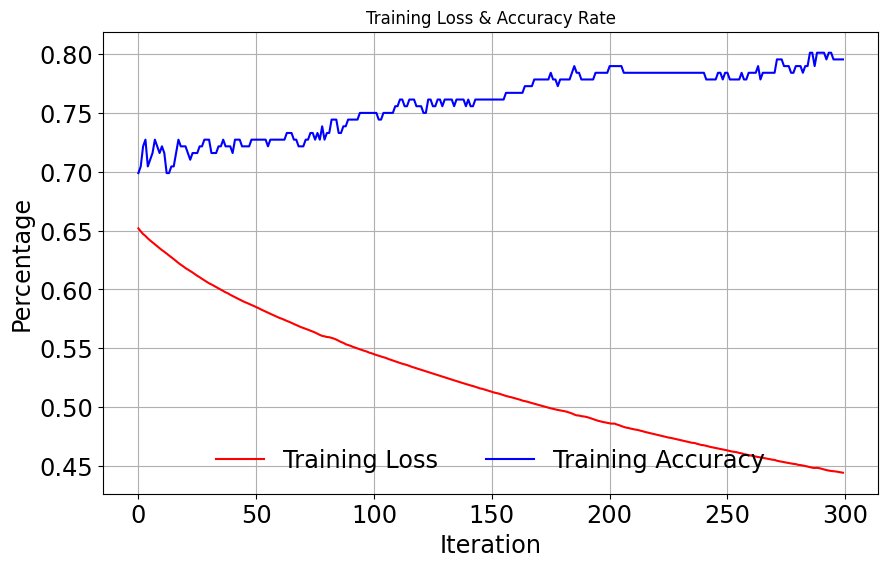 Training Loss & Accuracy Rate
0.80
0.75
0.70
0.65
0.60
0.55
0.50
0.45
Percentage
Training Loss
Training Accuracy
0 50 100 150 200 250 300
Iteration